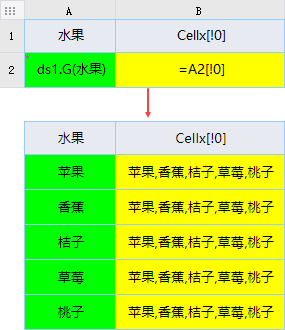 A B
1 水果 Cellx[!0]
2 ds1.G(水果) =A2[!0]
水果 Cellx[!0]
苹果 苹果,香蕉,桔子,草莓,桃子
香蕉 苹果,香蕉,桔子,草莓,桃子
桔子 苹果,香蕉,桔子,草莓,桃子
草莓 苹果,香蕉,桔子,草莓,桃子
桃子 苹果,香蕉,桔子,草莓,桃子